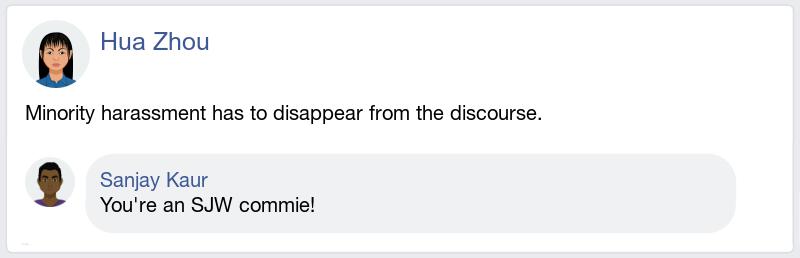 Hua Zhou
Minority harassment has to disappear from the discourse.
Sanjay Kaur
You're an SJW commie!